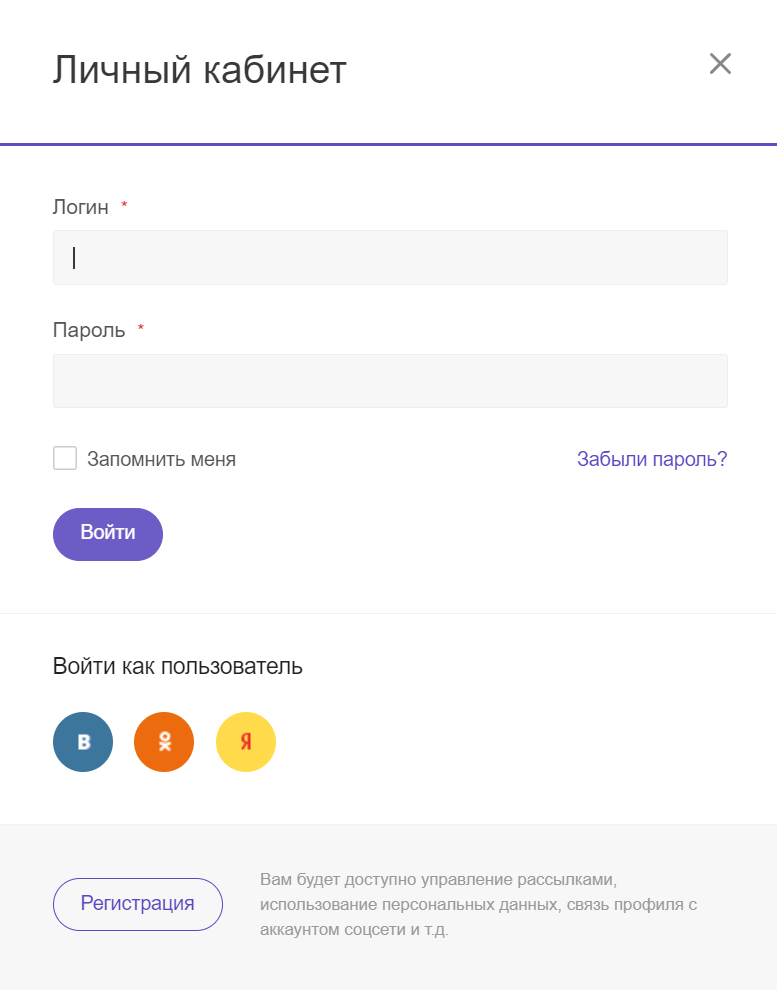 Личный кабинет
Логин *
Пароль *
Запомнить меня
Забыли пароль?
Войти
Войти как пользователь
В
Я
Регистрация
Вам будет доступно управление рассылками,
использование персональных данных, связь профиля с
аккаунтом соцсети и т.д.